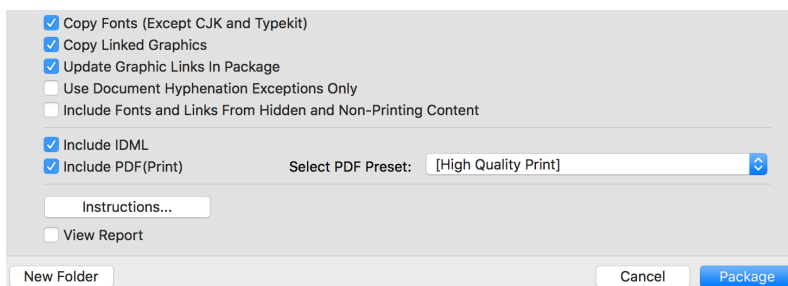 Copy Fonts (Except CJK and Typekit)
Copy Linked Graphics
Update Graphic Links In Package
Use Document Hyphenation Exceptions Only
Include Fonts and Links From Hidden and Non-Printing Content
Include IDML
Include PDF(Print) Select PDF Preset: [High Quality Print]
Instructions...
View Report
New Folder Cancel Package